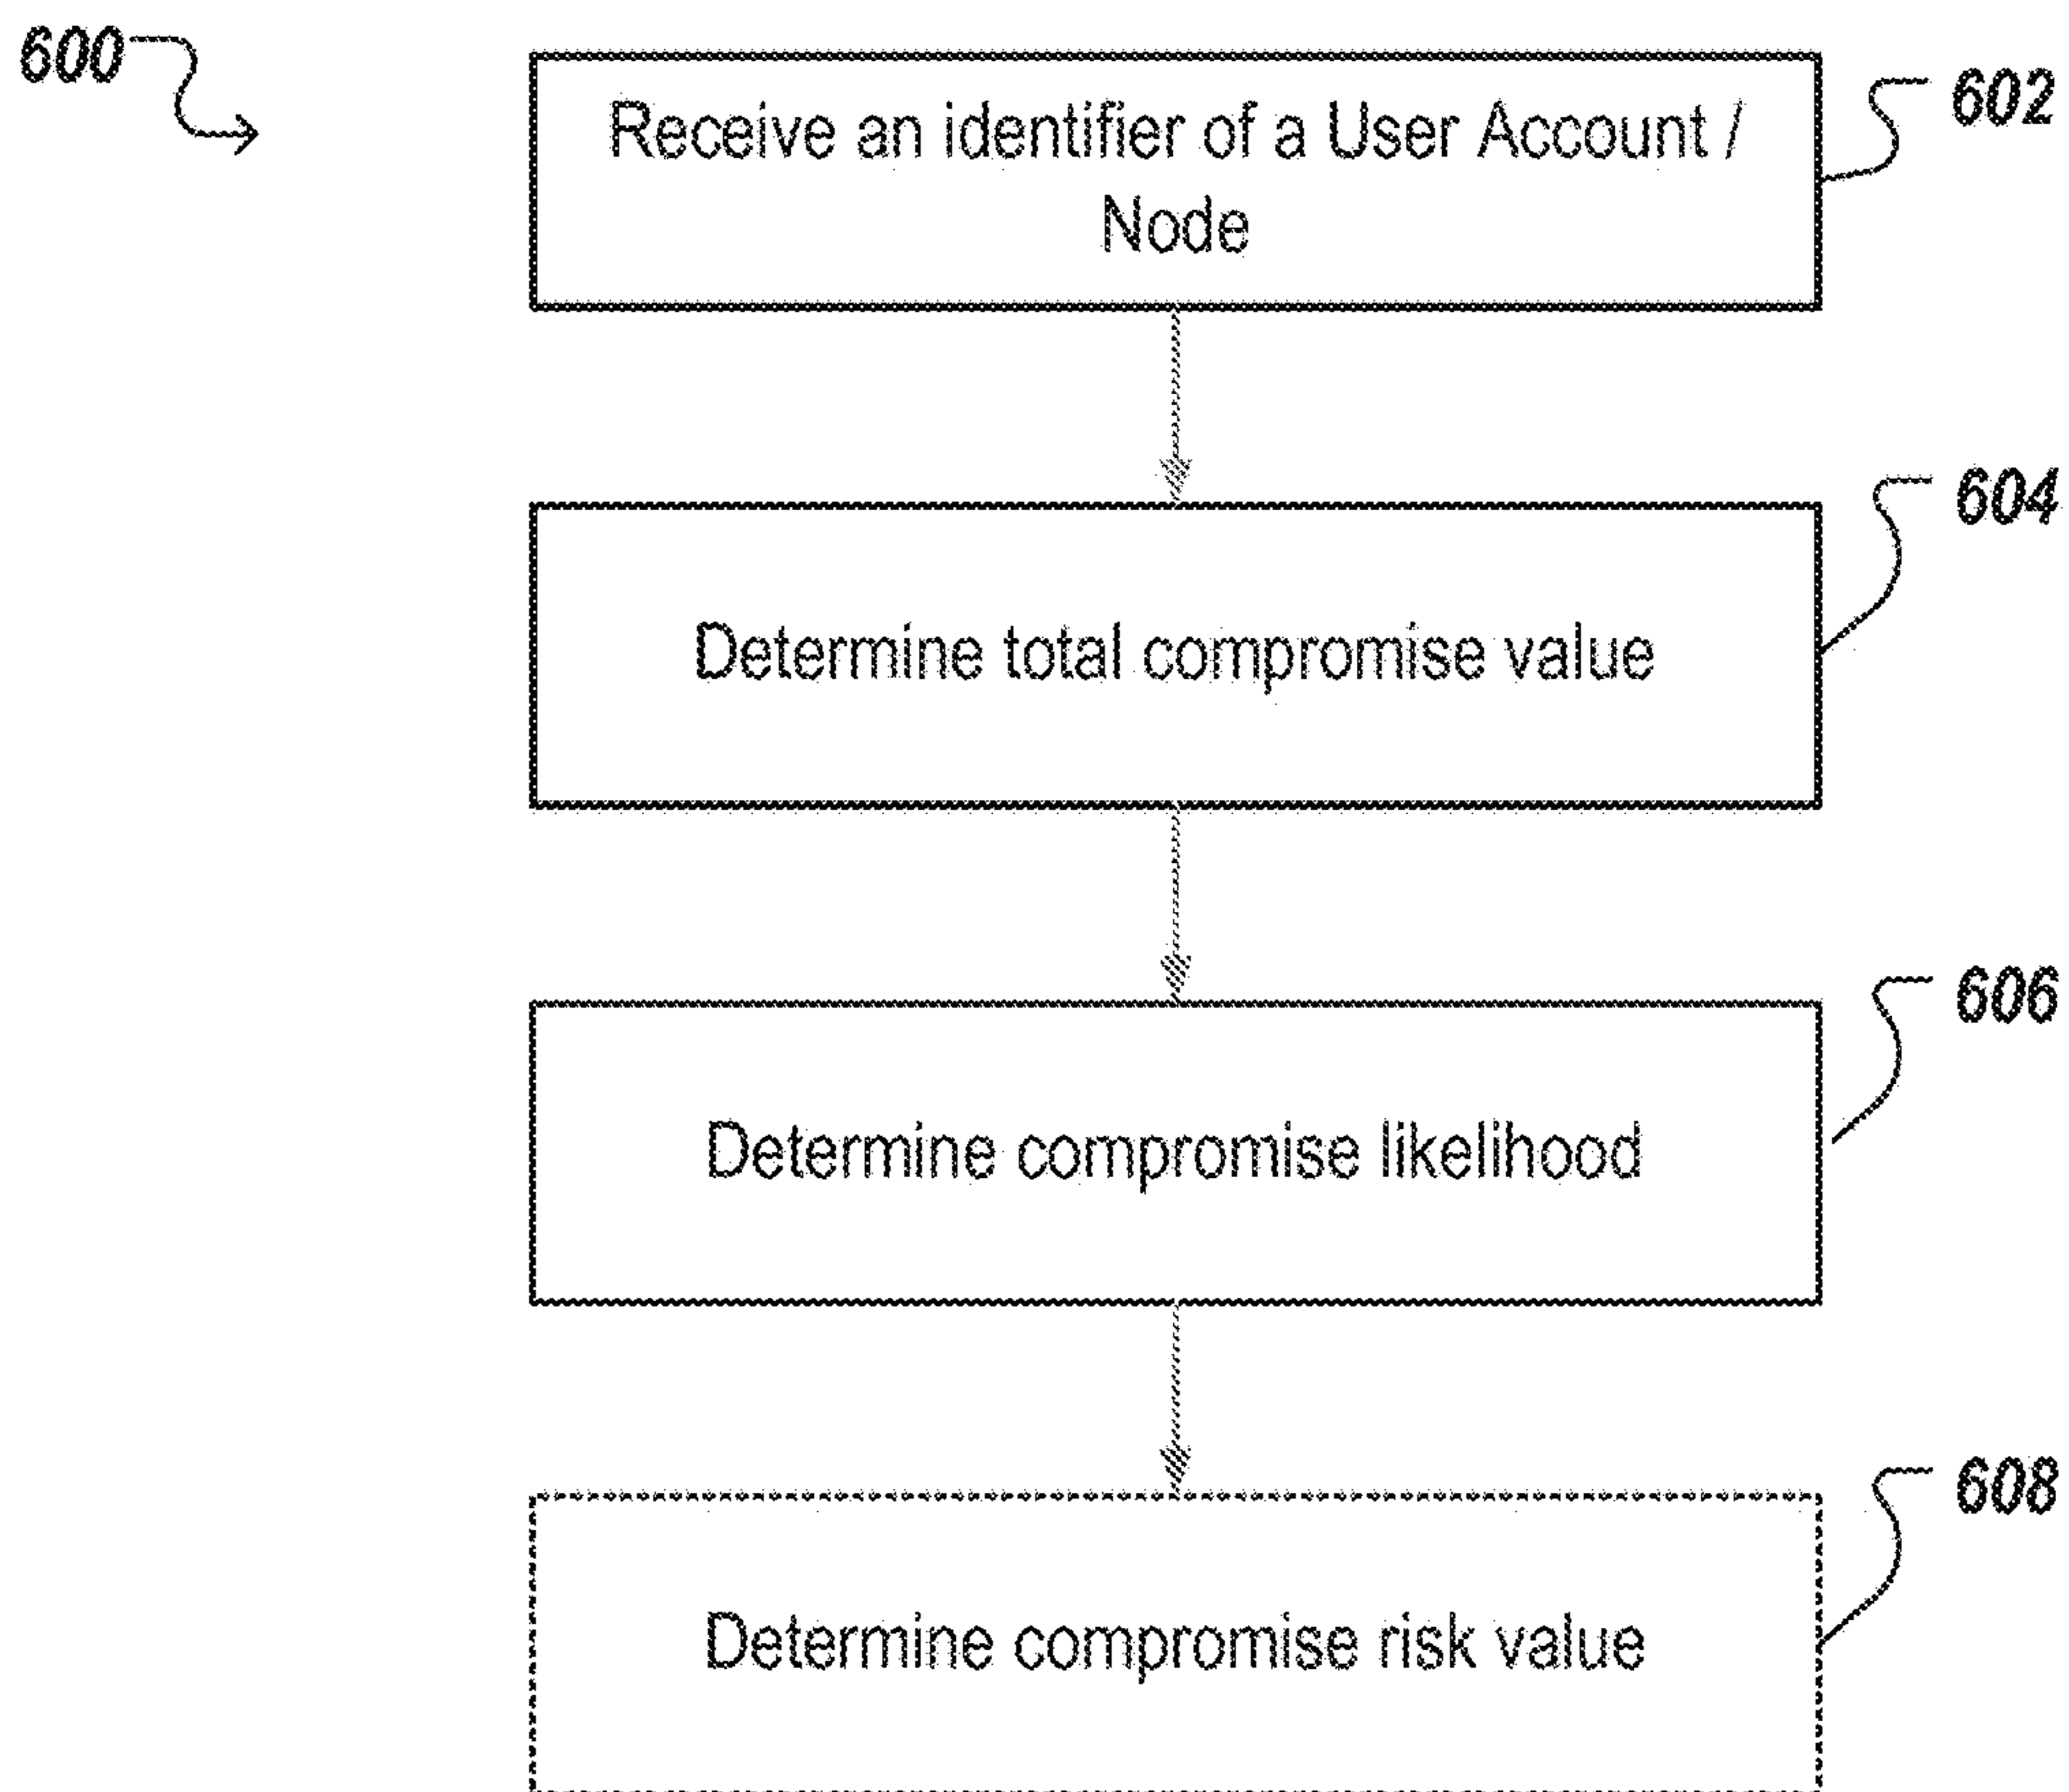 600
Receive an identifier of a User Account /
Node
602
Determine total compromise value
604
Determine compromise likelihood
606
Determine compromise risk value
608